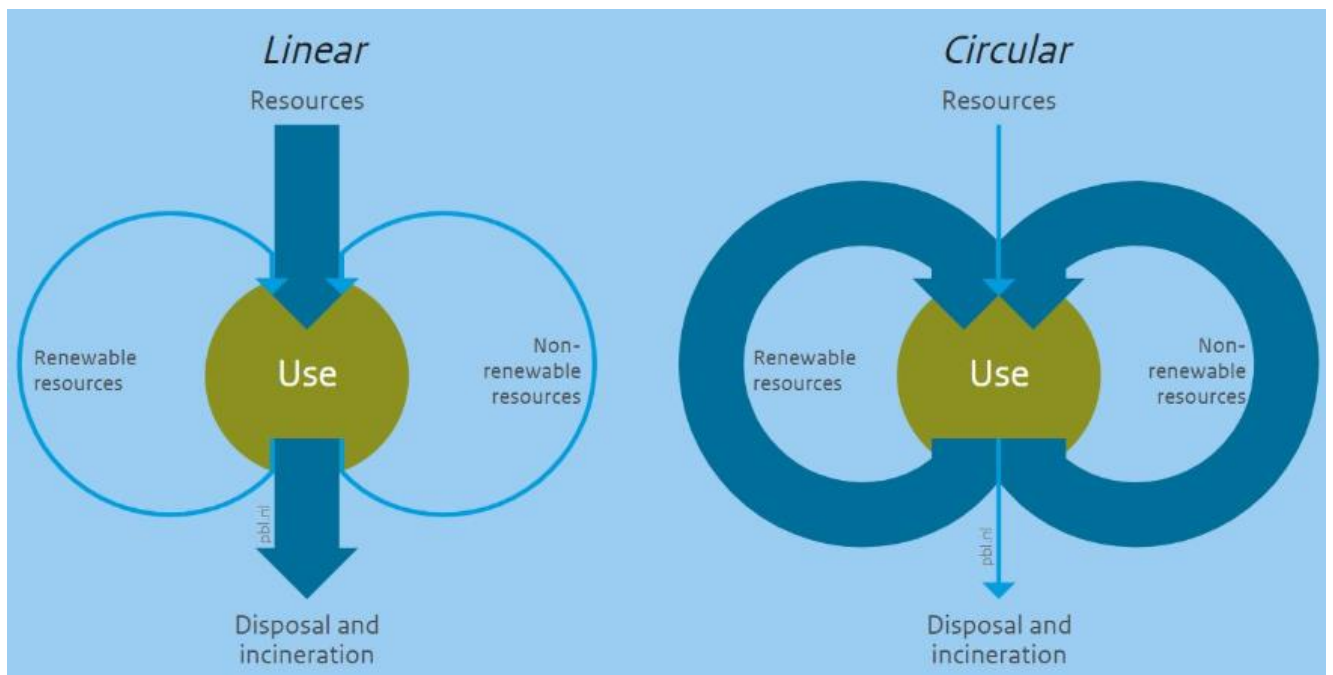 Linear
Resources
Renewable
resources
Use
Non-
renewable
resources
pbl.nl
Disposal and
incineration
Circular
Resources
Renewable
resources
Use
Non-
renewable
resources
pbl.nl
Disposal and
incineration